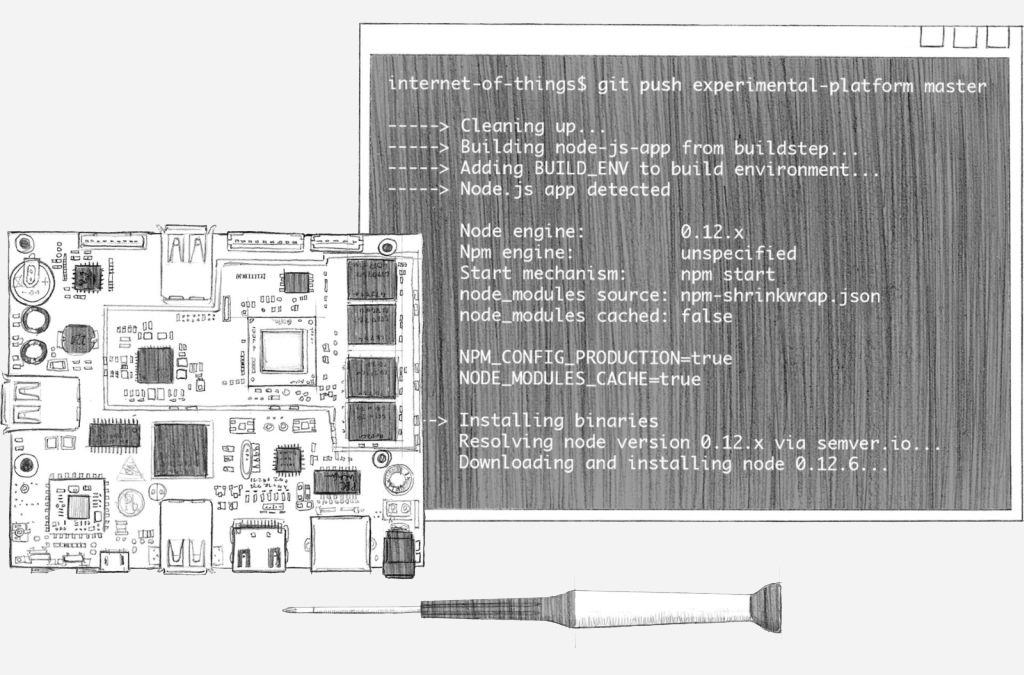 internet-of-things$ git push experimental-platform master
-----> Cleaning up...
-----> Building node-js-app from buildstep...
-----> Adding BUILD_ENV to build environment...
-----> Node.js app detected
Node engine: 0.12.x
Npm engine: unspecified
Start mechanism: npm start
node_modules source: npm-shrinkwrap.json
node_modules cached: false
NPM_CONFIG_PRODUCTION=true
NODE_MODULES_CACHE=true
-> Installing binaries
Resolving node version 0.12.x via semver.io...
Downloading and installing node 0.12.6...